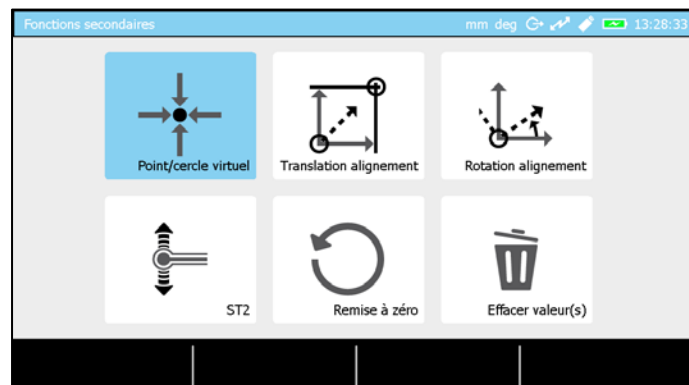 Fonctions secondaires mm deg 13:28:33
Point/cercle virtuel Translation alignement Rotation alignement
ST2 Remise à zéro Effacer valeur(s)